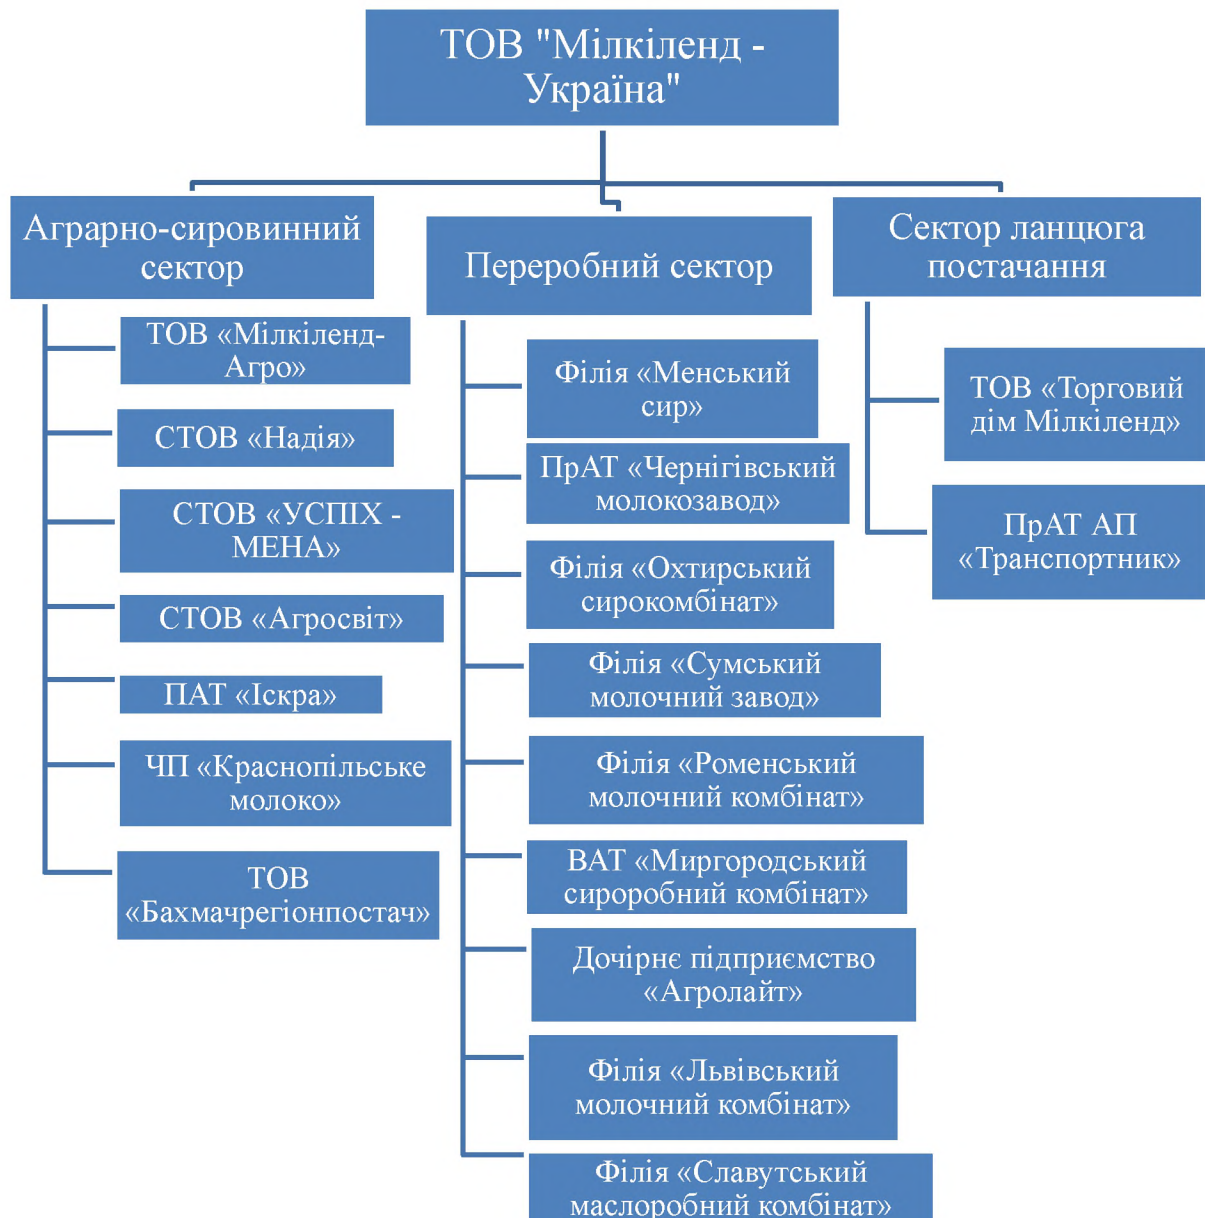 ТОВ "Мілкіленд -
Україна"
Аграрно-сировинний
сектор
ТОВ «Мілкіленд-
Агро»
СТОВ «Надія»
СТОВ «УСПІХ -
МЕНА»
СТОВ «Агросвіт»
ПАТ «Іскра»
ЧП «Краснопільське
молоко»
ТОВ
«Бахмачрегіонпостач»
Переробний сектор
Філія «Менський
сир»
ПрАТ «Чернігівський
молокозавод»
Філія «Охтирський
сирокомбінат»
Філія «Сумський
молочний завод»
Філія «Роменський
молочний комбінат»
ВАТ «Миргородський
сироробний комбінат»
Дочірнє підприємство
«Агролайт»
Філія «Львівський
молочний комбінат»
Філія «Славутський
маслоробний комбінат»
Сектор ланцюга
постачання
ТОВ «Торговий
дім Мілкіленд»
ПрАТ АП
«Транспортник»